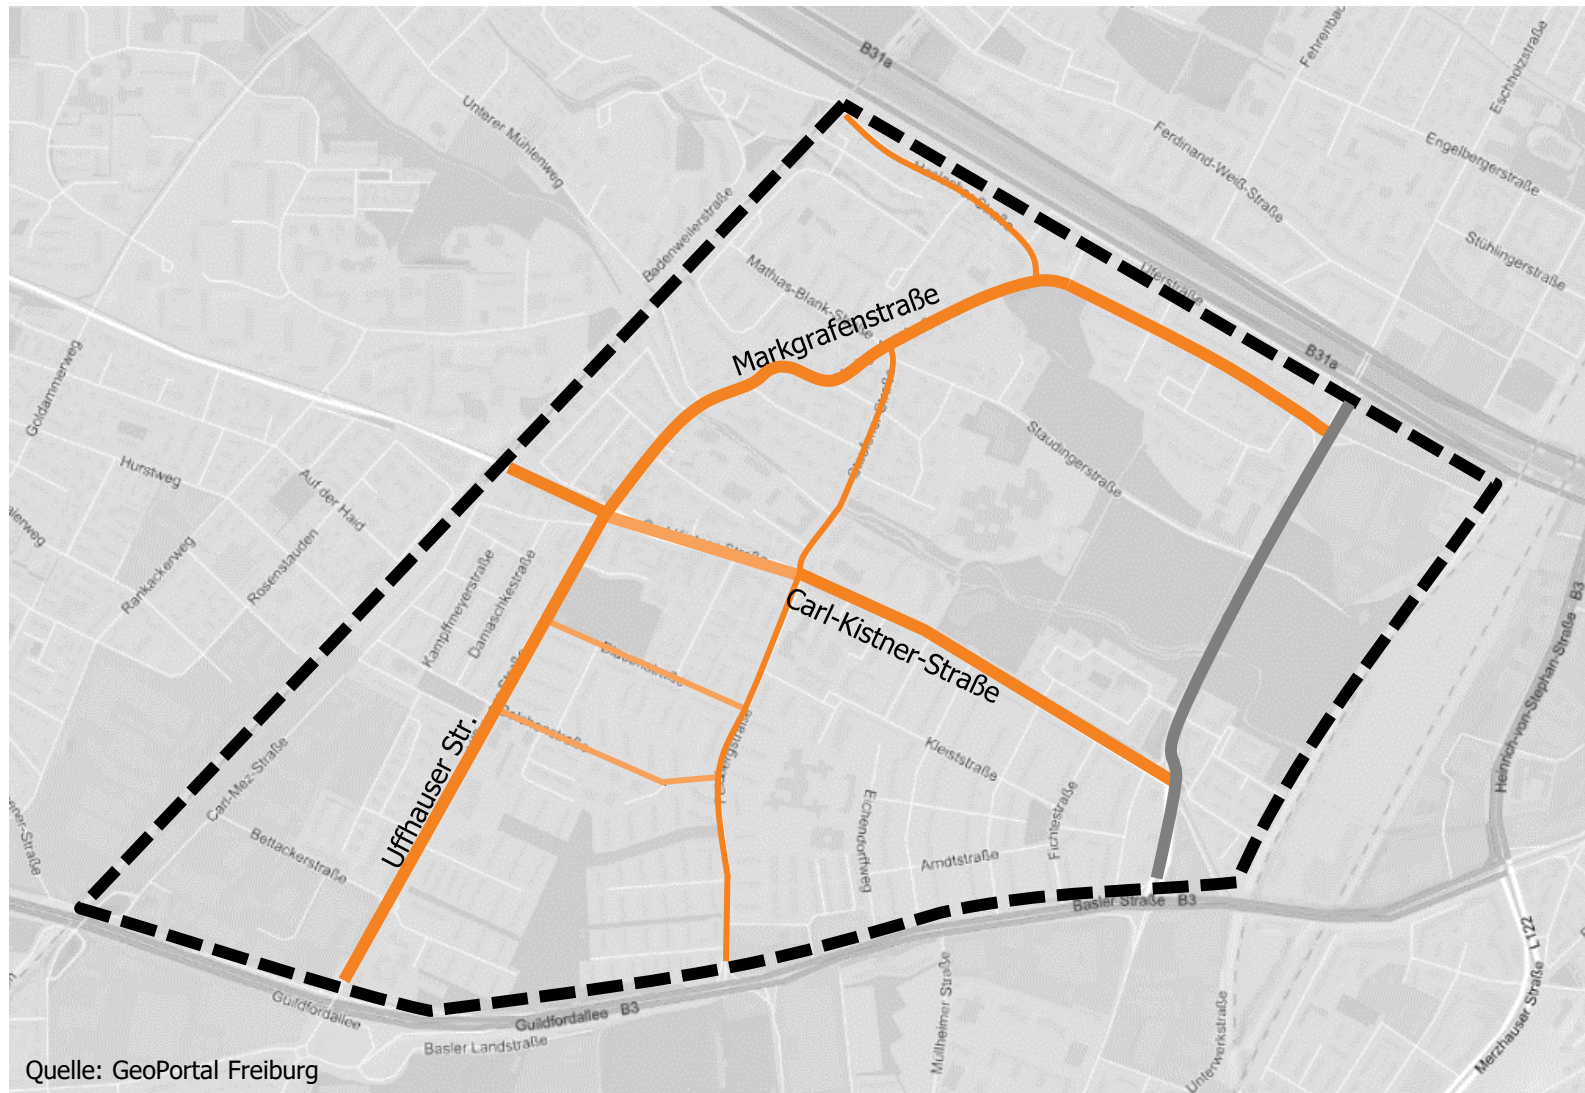 B31a
Fehrenbac
Eschholzstraße
Unterer Mühlenweg
Ferdinand-Weiß-Straße
Engelbergerstraße
Badenweilerstraße
Stühlingerstraße
Mathias-Blank-Straße
Uferstraße
Markgrafenstraße
B31a
Goldammerweg
Staudingerstraße
Hurstweg
Auf der Haid
Rankackerweg
Rosenstauden
Kampffmeyerstraße
Damaschkestraße
Carl-Kistner-Straße
Heinrich-von-Stephan-Straße B3
Uffhauser Str.
Kleiststraße
Carl-Mez-Straße
Bettackerstraße
Eichendorffweg
Arndtstraße
Fichtestraße
Basler Straße B3
L122
Merzhauser Straße
Guildfordallee
Guildfordallee B3
Basler Landstraße
Müllheimer Straße
Unterwerkstraße
Quelle: GeoPortal Freiburg